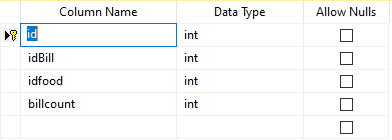 Column Name Data Type Allow Nulls
id int
idBill int
idfood int
billcount int